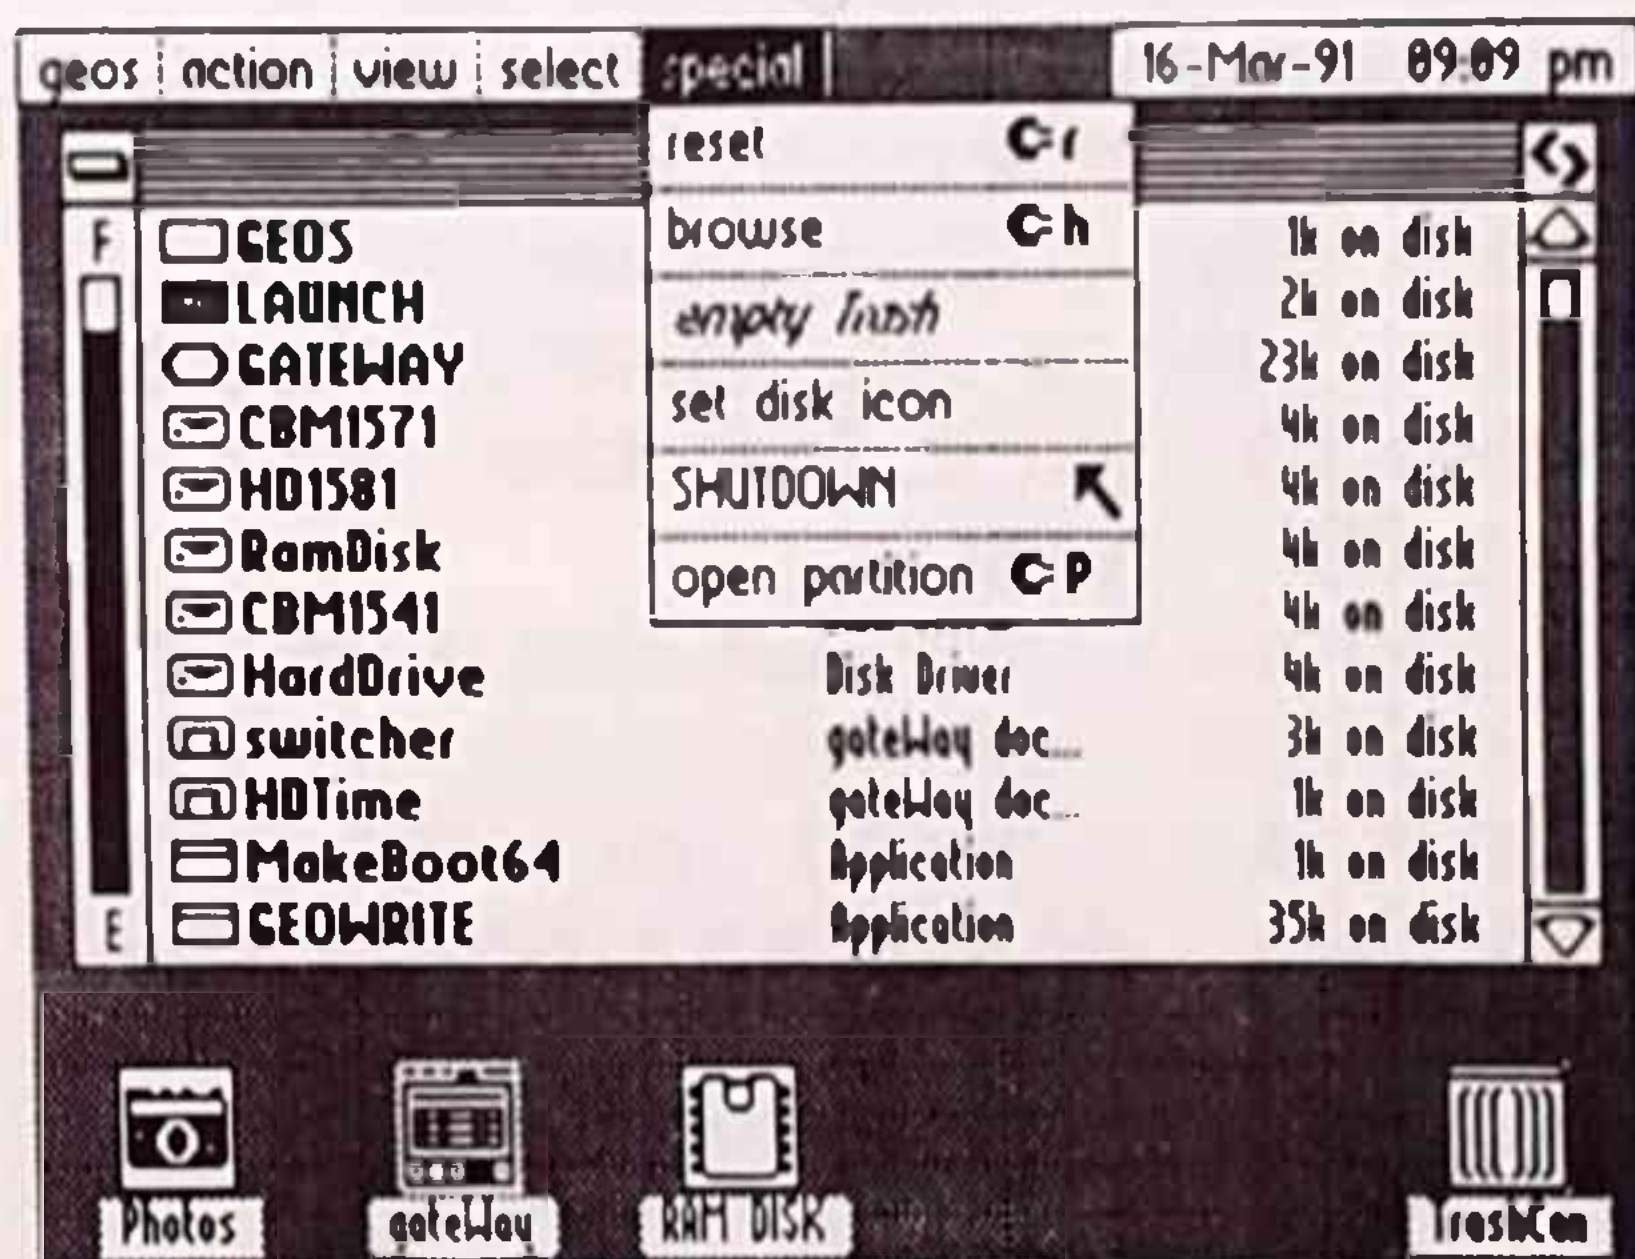 geos action view select special 16-Mar-91 09:09 pm
reset C= r
browse C= h
empty trash
set disk icon
SHUTDOWN
open partition C= P
F
GEOS 1k on disk
LAUNCH 2k on disk
GATEWAY 23k on disk
CBM1571 4k on disk
HD1581 4k on disk
RamDisk 4k on disk
CBM1541 4k on disk
HardDrive Disk Driver 4k on disk
switcher gateWay doc... 3k on disk
HDTime gateWay doc... 1k on disk
MakeBoot64 Application 1k on disk
GEOWRITE Application 35k on disk
E
Photos gateWay RAM DISK TrashCan